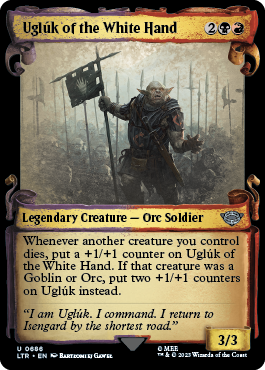 Uglúk of the White Hand 2
Legendary Creature — Orc Soldier
Whenever another creature you control
dies, put a +1/+1 counter on Uglúk of
the White Hand. If that creature was a
Goblin or Orc, put two +1/+1 counters
on Uglúk instead.
“I am Uglúk. I command. I return to
Isengard by the shortest road.”
3/3
U 0686
LTR • EN Bartłomiej Gaweł
© MEE
™ & © 2023 Wizards of the Coast